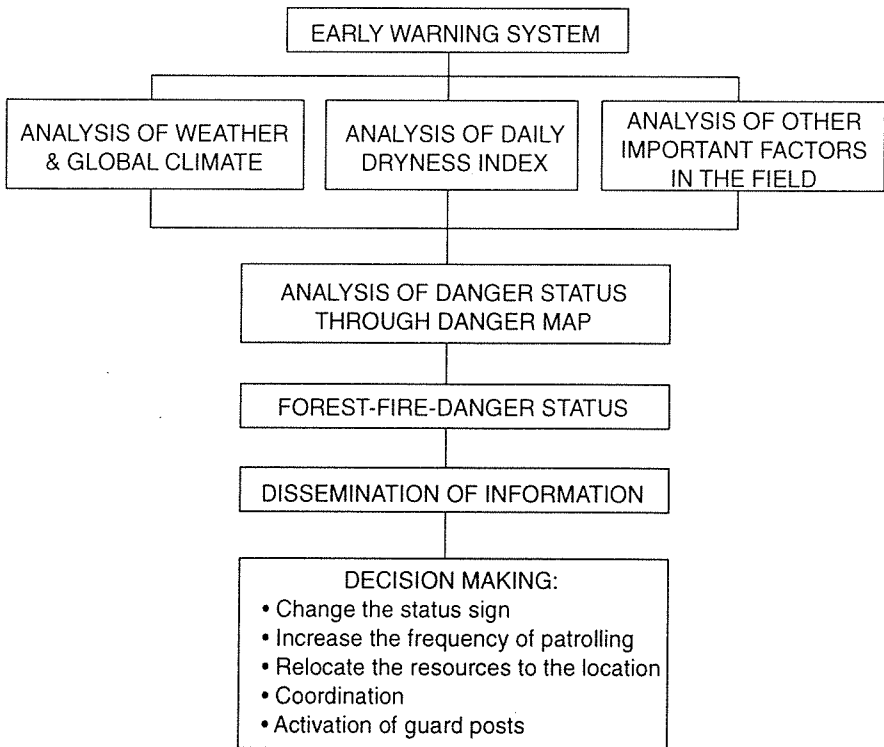 EARLY WARNING SYSTEM
ANALYSIS OF WEATHER
& GLOBAL CLIMATE
ANALYSIS OF DAILY
DRYNESS INDEX
ANALYSIS OF OTHER
IMPORTANT FACTORS
IN THE FIELD
ANALYSIS OF DANGER STATUS
THROUGH DANGER MAP
FOREST-FIRE-DANGER STATUS
DISSEMINATION OF INFORMATION
DECISION MAKING:
• Change the status sign
• Increase the frequency of patrolling
• Relocate the resources to the location
• Coordination
• Activation of guard posts